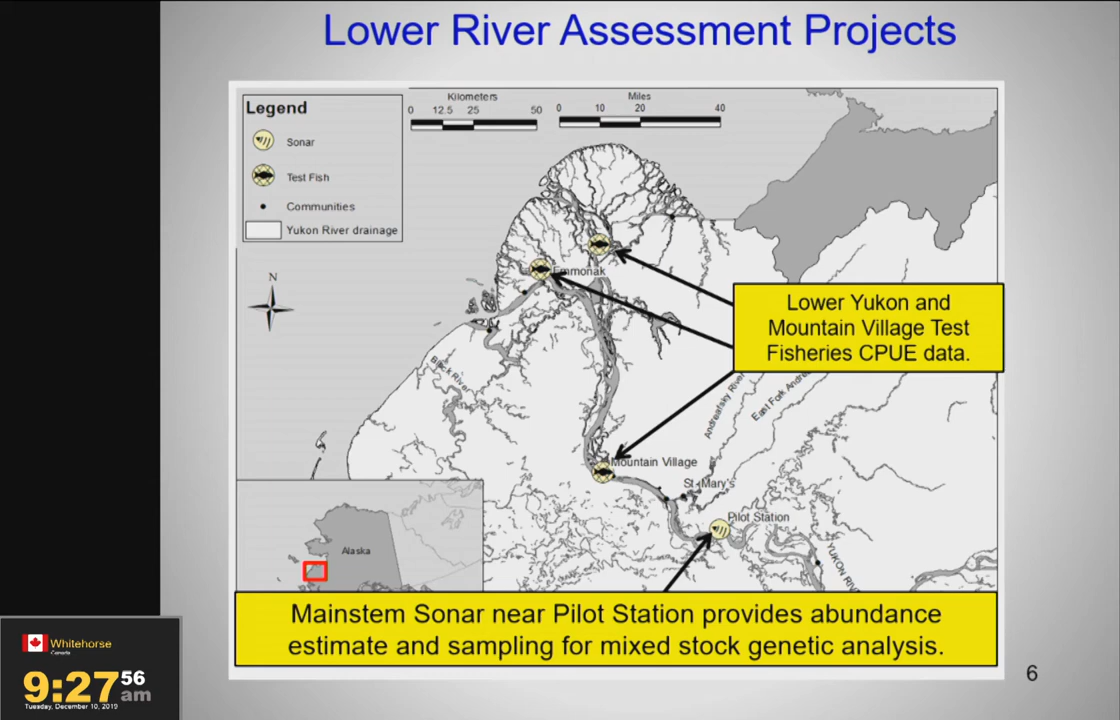 Lower River Assessment Projects
Legend
Sonar
Test Fish
Communities
Yukon River drainage
Kilometers
0 12.5 25 50
Miles
0 10 20 40
N
Emmonak
Lower Yukon and
Mountain Village Test
Fisheries CPUE data.
Black River
Andreafsky River
East Fork Andre
Mountain Village
St. Mary's
Pilot Station
YUKON RIV
Alaska
Mainstem Sonar near Pilot Station provides abundance
estimate and sampling for mixed stock genetic analysis.
6
Whitehorse
Canada
9:27 56 am
Tuesday, December 10, 2019